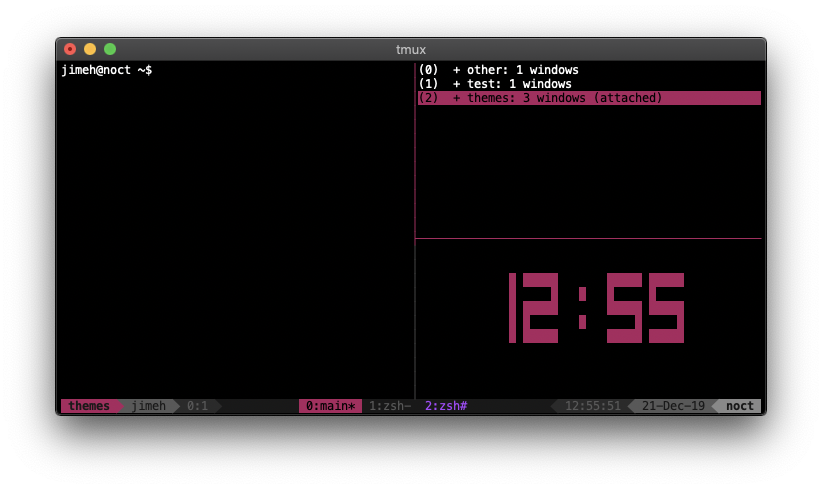 tmux
jimeh@noct ~$
(0)  + other: 1 windows
(1)  + test: 1 windows
(2)  + themes: 3 windows (attached)
12:55
themes jimeh 0:1 0:main* 1:zsh- 2:zsh# 12:55:51 21-Dec-19 noct